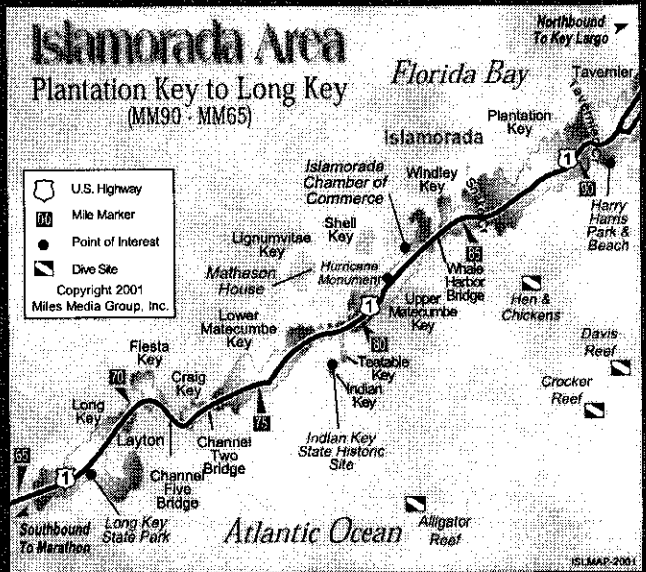 Islamorada Area
Plantation Key to Long Key
(MM90 - MM65)
Northbound
To Key Largo
Florida Bay
Tavernier
Plantation
Key
Islamorada
Islamorada
Chamber of
Commerce
Windley
Key
1
90
Harry
Harris
Park &
Beach
U.S. Highway
60 Mile Marker
Point of Interest
Dive Site
Copyright 2001
Miles Media Group, Inc.
Shell
Key
Lignumvitae
Key
Matheson
House
Hurricane
Monument
85
Whale
Harbor
Bridge
Hen &
Chickens
1
Upper
Matecumbe
Key
Lower
Matecumbe
Key
80
Teatable
Key
Indian
Key
Davis
Reef
Crocker
Reef
Fiesta
Key
70
Craig
Key
75
Long
Key
Layton
Channel
Two
Bridge
Indian Key
State Historic
Site
65
1
Channel
Five
Bridge
Southbound
To Marathon
Long Key
State Park
Atlantic Ocean
Alligator
Reef
ISLMAP-2001